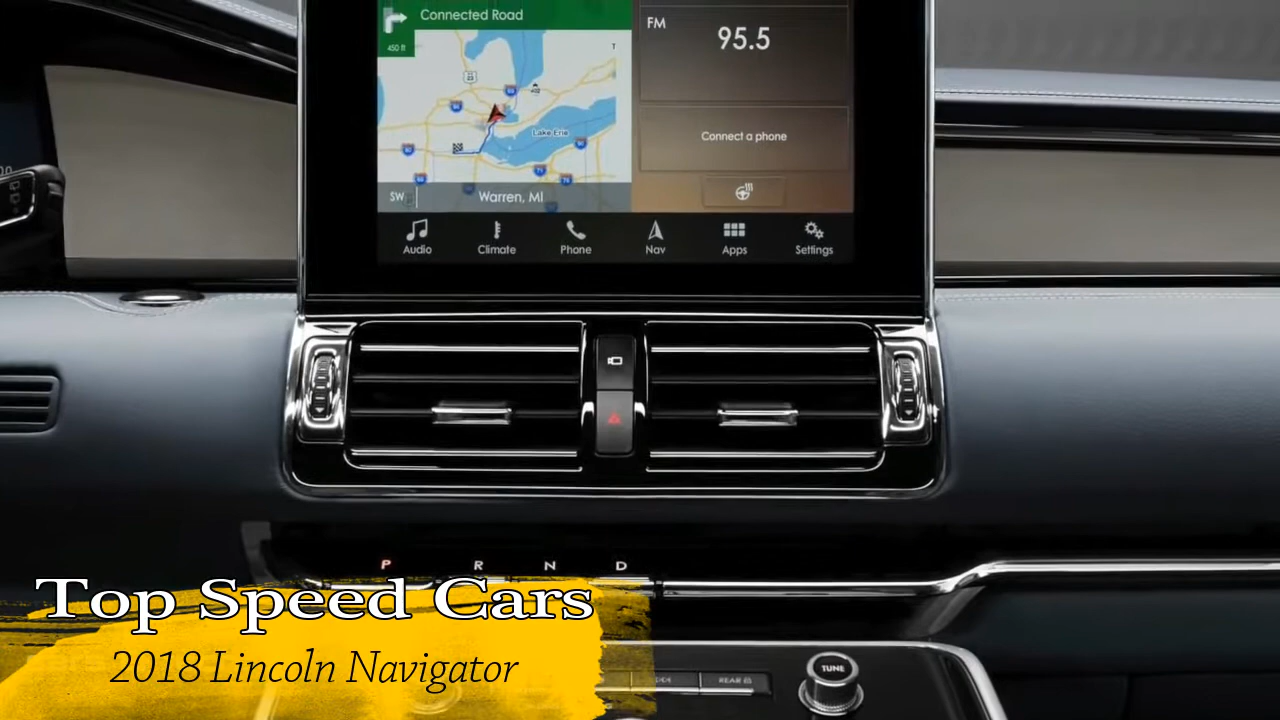 Connected Road
FM
95.5
450 ft
Connect a phone
Lake Erie
SW
Warren, MI
Audio Climate Phone Nav Apps Settings
P R N D
Top Speed Cars
2018 Lincoln Navigator
REAR
TUNE